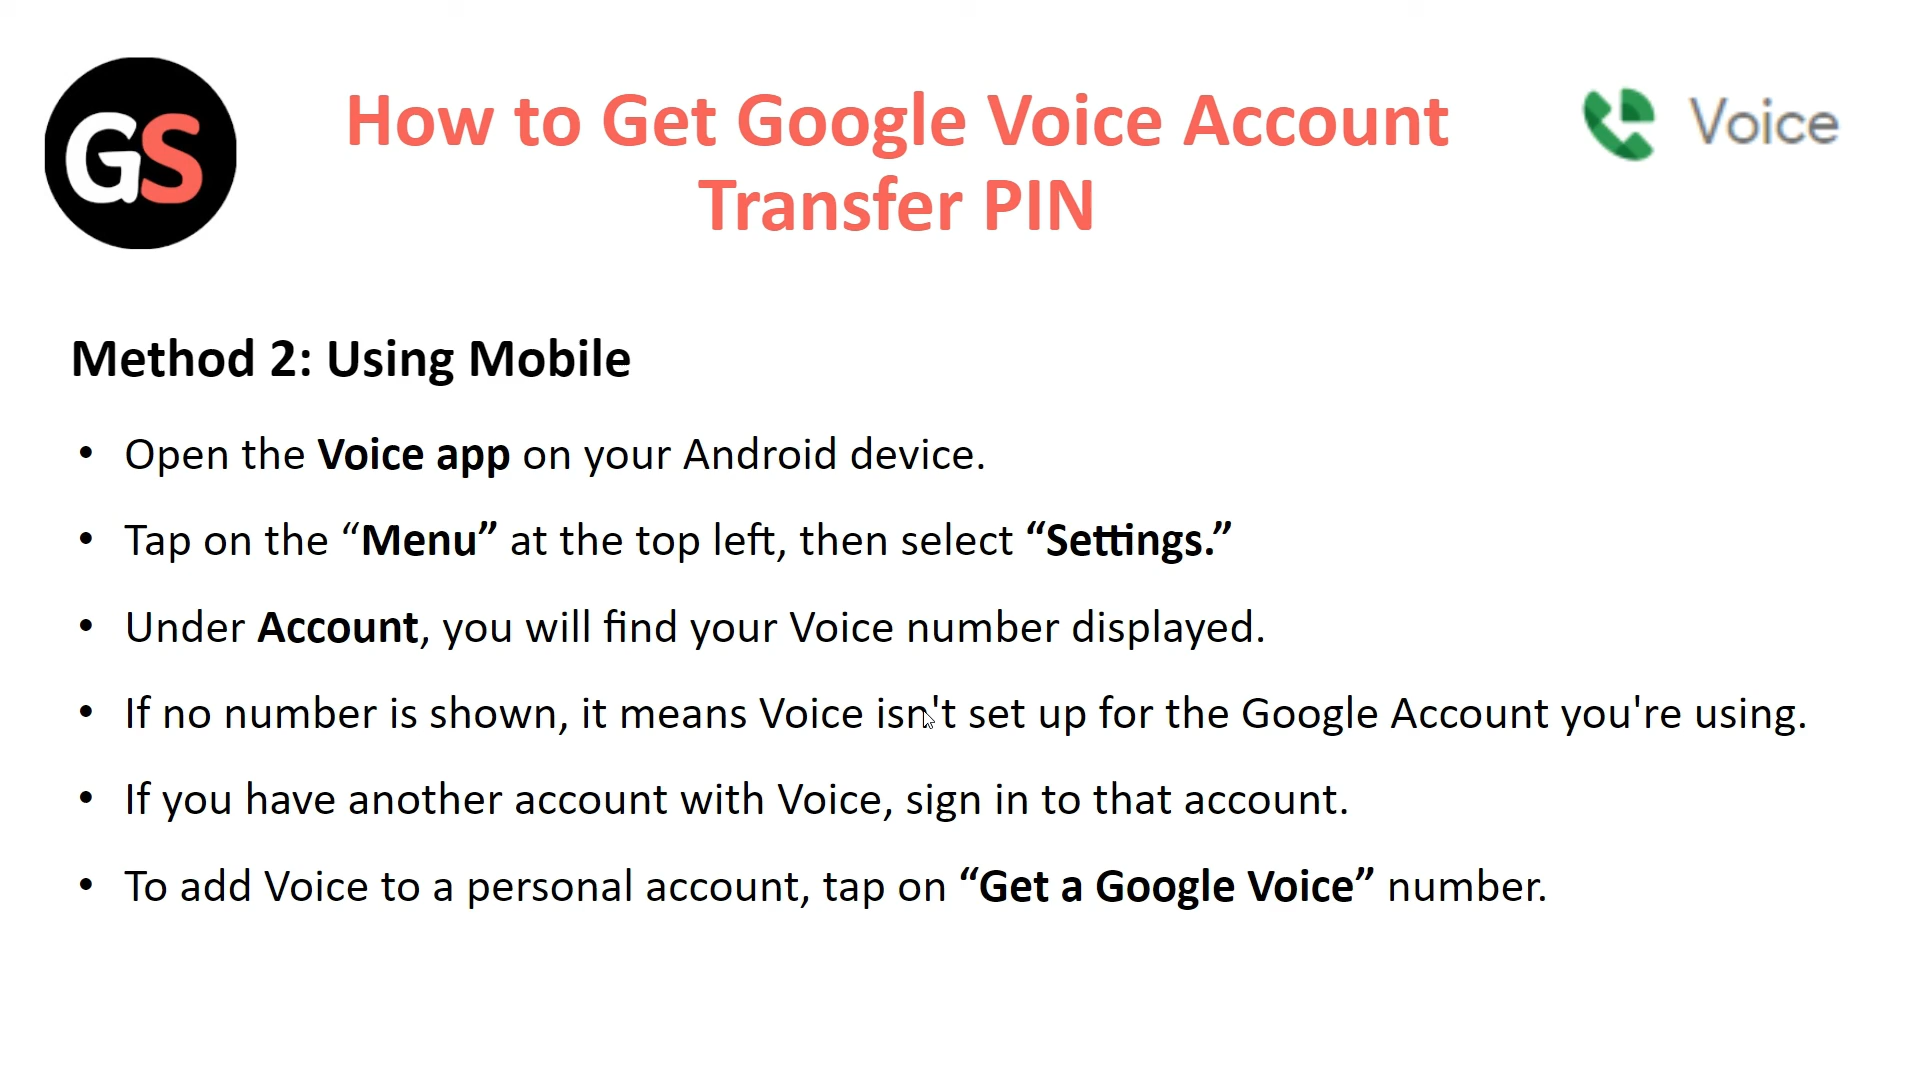 GS
How to Get Google Voice Account
Transfer PIN
Voice
Method 2: Using Mobile
• Open the Voice app on your Android device.
• Tap on the “Menu” at the top left, then select “Settings.”
• Under Account, you will find your Voice number displayed.
• If no number is shown, it means Voice isn't set up for the Google Account you're using.
• If you have another account with Voice, sign in to that account.
• To add Voice to a personal account, tap on “Get a Google Voice” number.